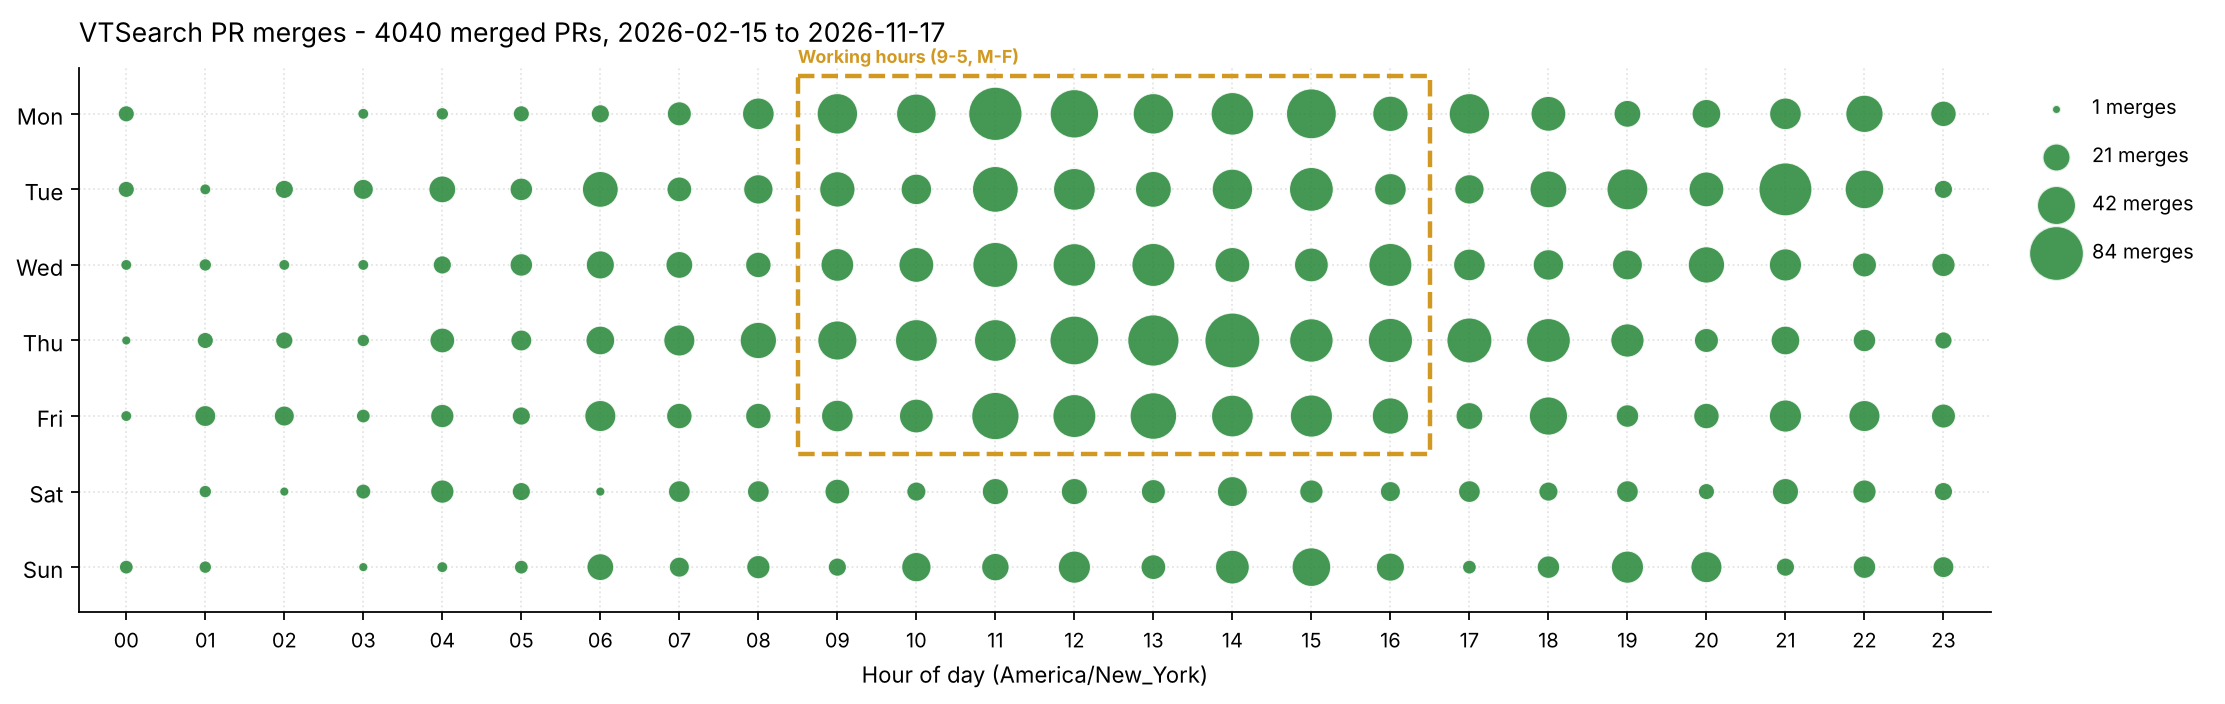 VTSearch PR merges - 4040 merged PRs, 2026-02-15 to 2026-11-17
Working hours (9-5, M-F)
Mon
Tue
Wed
Thu
Fri
Sat
Sun
00 01 02 03 04 05 06 07 08 09 10 11 12 13 14 15 16 17 18 19 20 21 22 23
Hour of day (America/New_York)
1 merges
21 merges
42 merges
84 merges